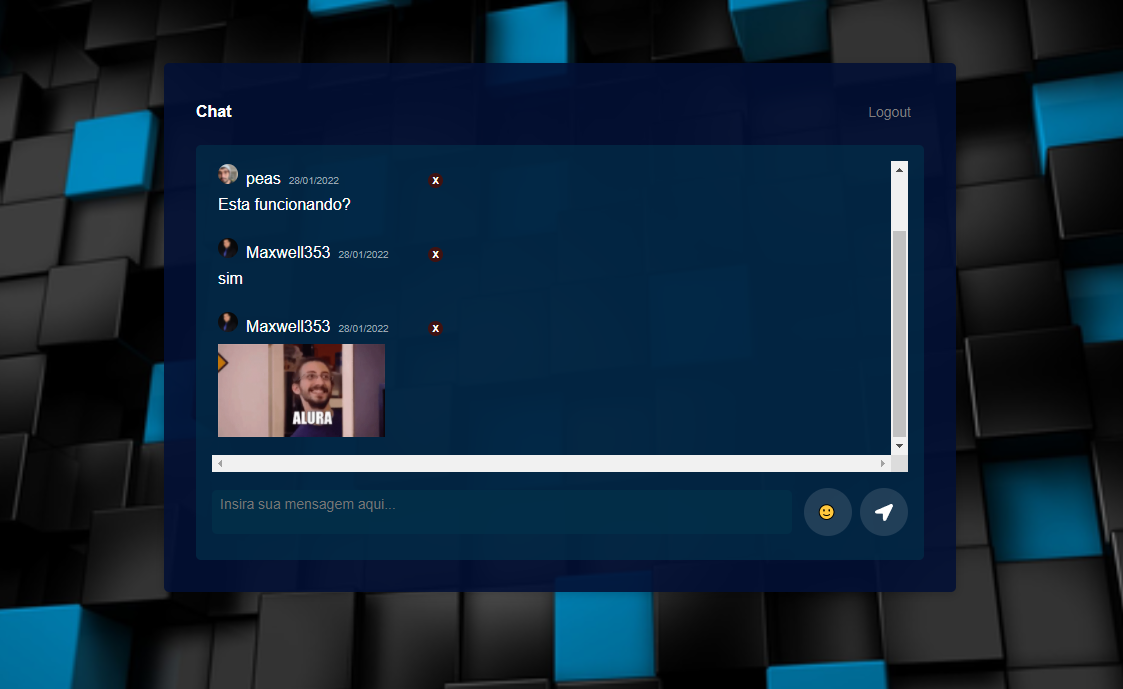 Chat
Logout
peas 28/01/2022 x
Esta funcionando?
Maxwell353 28/01/2022 x
sim
Maxwell353 28/01/2022 x
ALURA
Insira sua mensagem aqui...